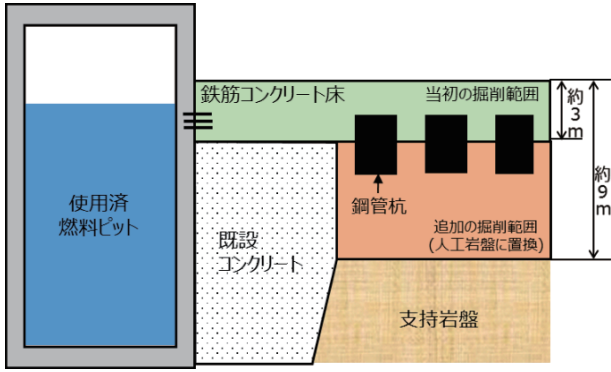 鉄筋コンクリート床
当初の掘削範囲
約3m
約9m
使用済
燃料ピット
鋼管杭
既設
コンクリート
追加の掘削範囲
(人工岩盤に置換)
支持岩盤